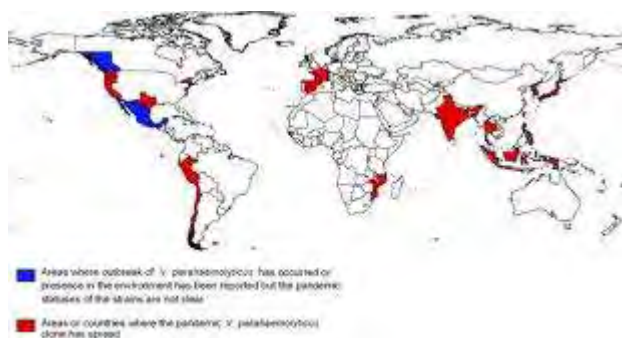 Areas where outbreak of V. parahaemolyticus has occurred or
presence in the environment has been reported but the pandemic
statuses of the strains are not clear
Areas or countries where the pandemic V. parahaemolyticus
clone has spread